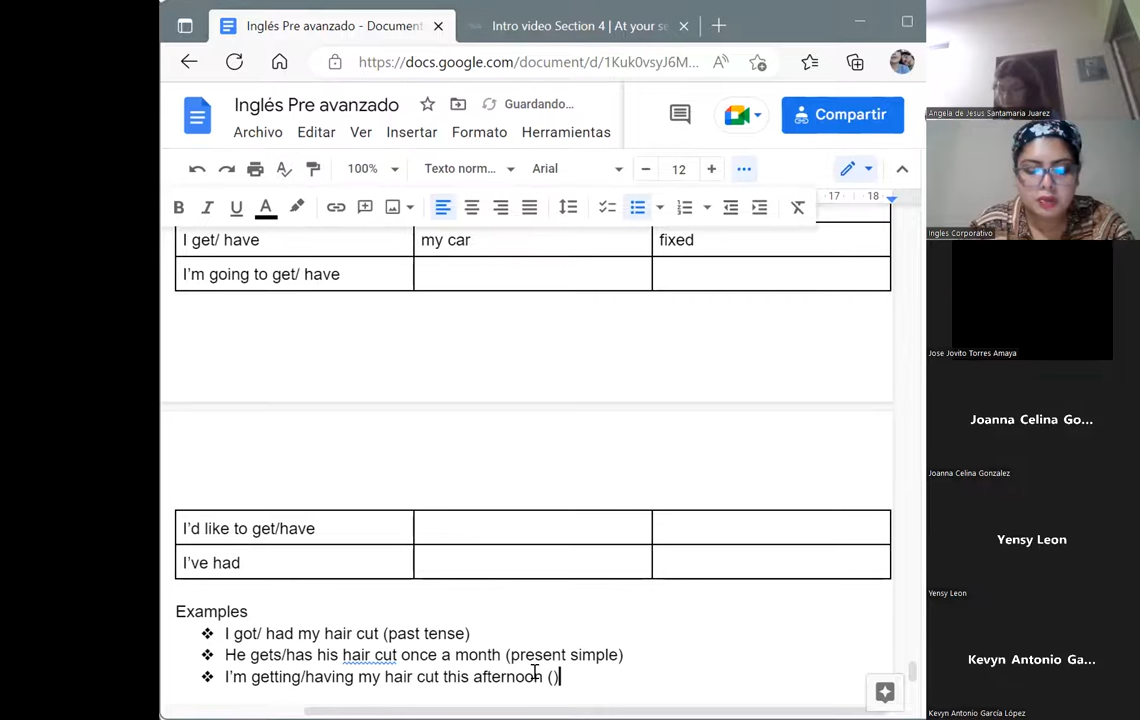 Inglés Pre avanzado - Document
Intro video Section 4 | At your se
https://docs.google.com/document/d/1Kuk0vsyJ6M...
Inglés Pre avanzado
Guardando...
Archivo Editar Ver Insertar Formato Herramientas
Compartir
100% Texto norm... Arial 12
17 18
I get/ have my car fixed
I'm going to get/ have
I'd like to get/have
I've had
Examples
❖ I got/ had my hair cut (past tense)
❖ He gets/has his hair cut once a month (present simple)
❖ I'm getting/having my hair cut this afternoon ()
Angela de Jesus Santamaria Juarez
Ingles Corporativo
Jose Jovito Torres Amaya
Joanna Celina Go...
Joanna Celina Gonzalez
Yensy Leon
Yensy Leon
Kevyn Antonio Ga...
Kevyn Antonio García López